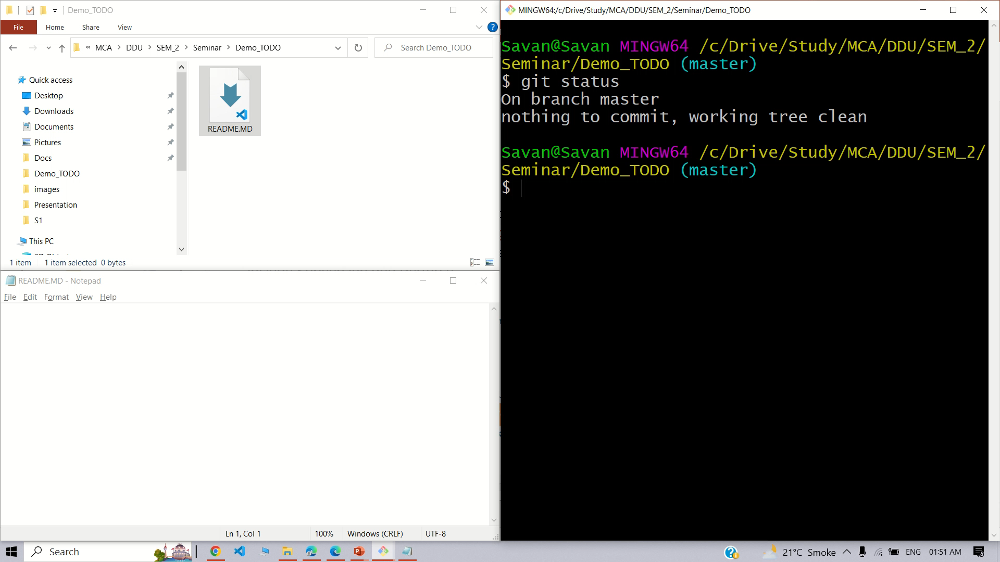 Demo_TODO
File
Home
Share
View
?
« MCA > DDU > SEM_2 > Seminar > Demo_TODO
Search Demo_TODO
Quick access
Desktop
Downloads
Documents
Pictures
Docs
Demo_TODO
images
Presentation
S1
This PC
README.MD
1 item
1 item selected 0 bytes
README.MD - Notepad
File Edit Format View Help
Ln 1, Col 1
100%
Windows (CRLF)
UTF-8
MINGW64:/c/Drive/Study/MCA/DDU/SEM_2/Seminar/Demo_TODO
Savan@Savan MINGW64 /c/Drive/Study/MCA/DDU/SEM_2/
Seminar/Demo_TODO (master)
$ git status
On branch master
nothing to commit, working tree clean
Savan@Savan MINGW64 /c/Drive/Study/MCA/DDU/SEM_2/
Seminar/Demo_TODO (master)
$
Search
21°C Smoke
ENG
01:51 AM